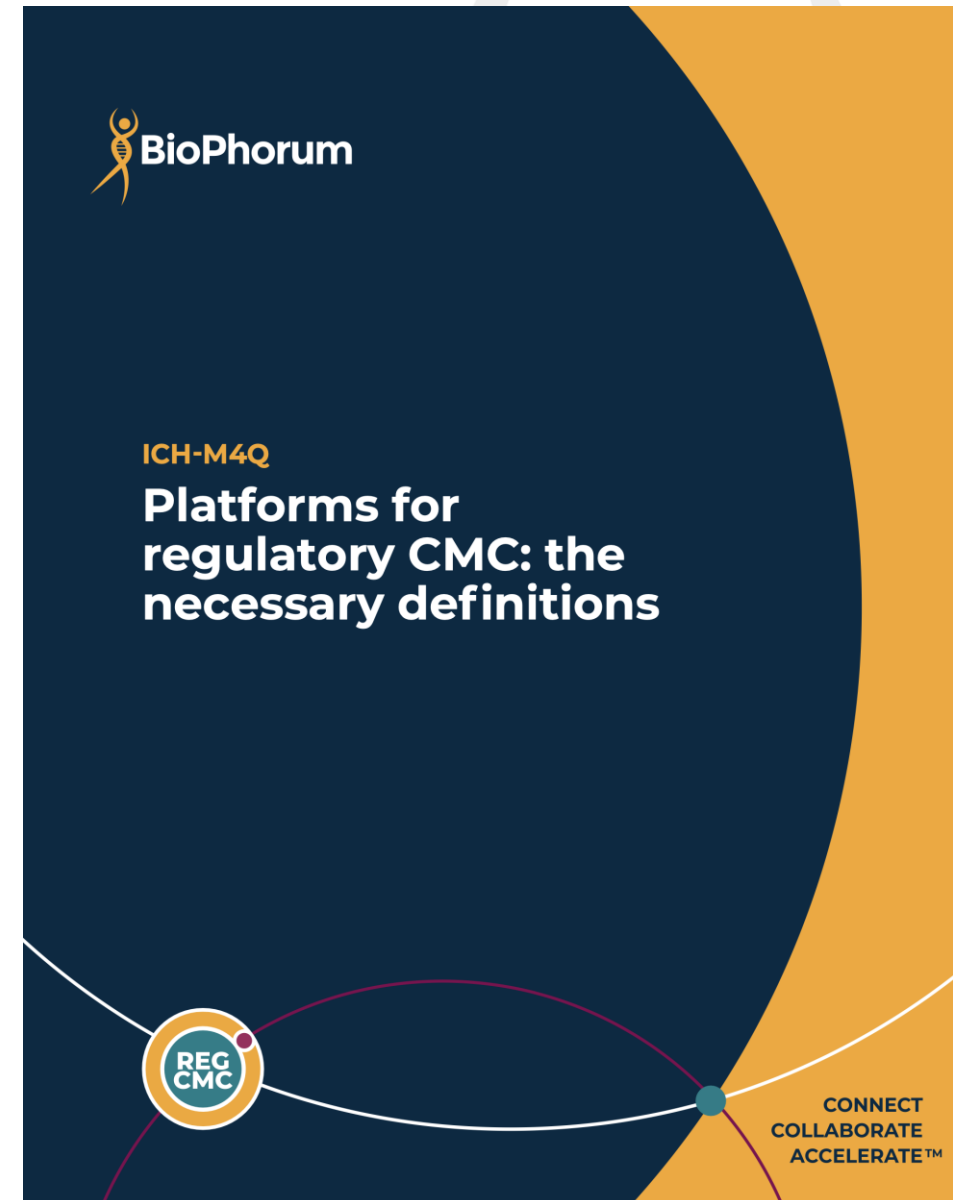 BioPhorum
ICH-M4Q
Platforms for
regulatory CMC: the
necessary definitions
REG
CMC
CONNECT
COLLABORATE
ACCELERATE™